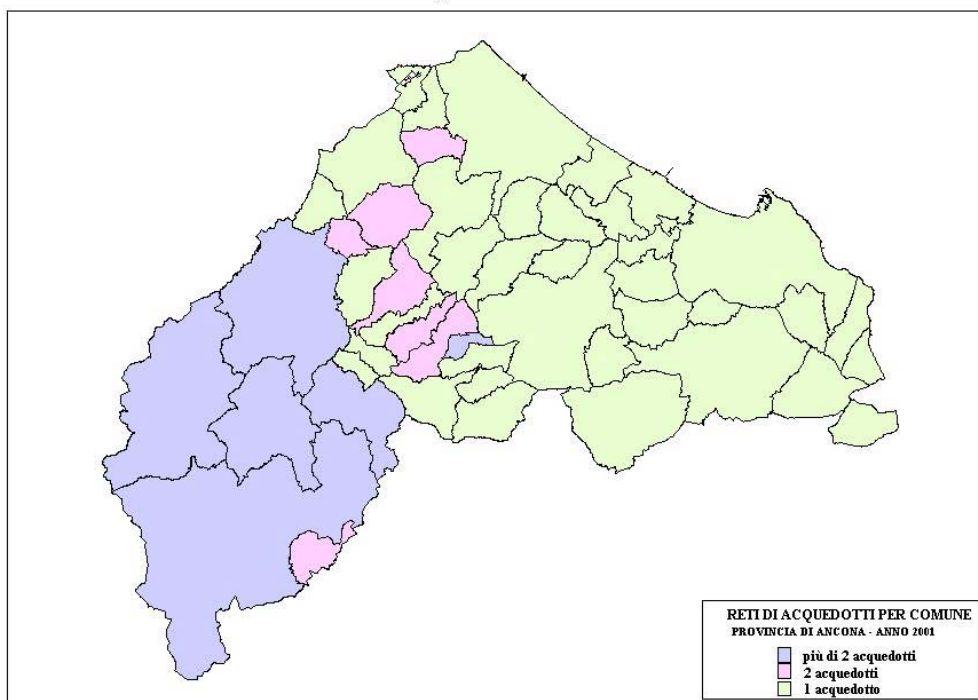 RETI DI ACQUEDOTTI PER COMUNE
PROVINCIA DI ANCONA - ANNO 2001
più di 2 acquedotti
2 acquedotti
1 acquedotto